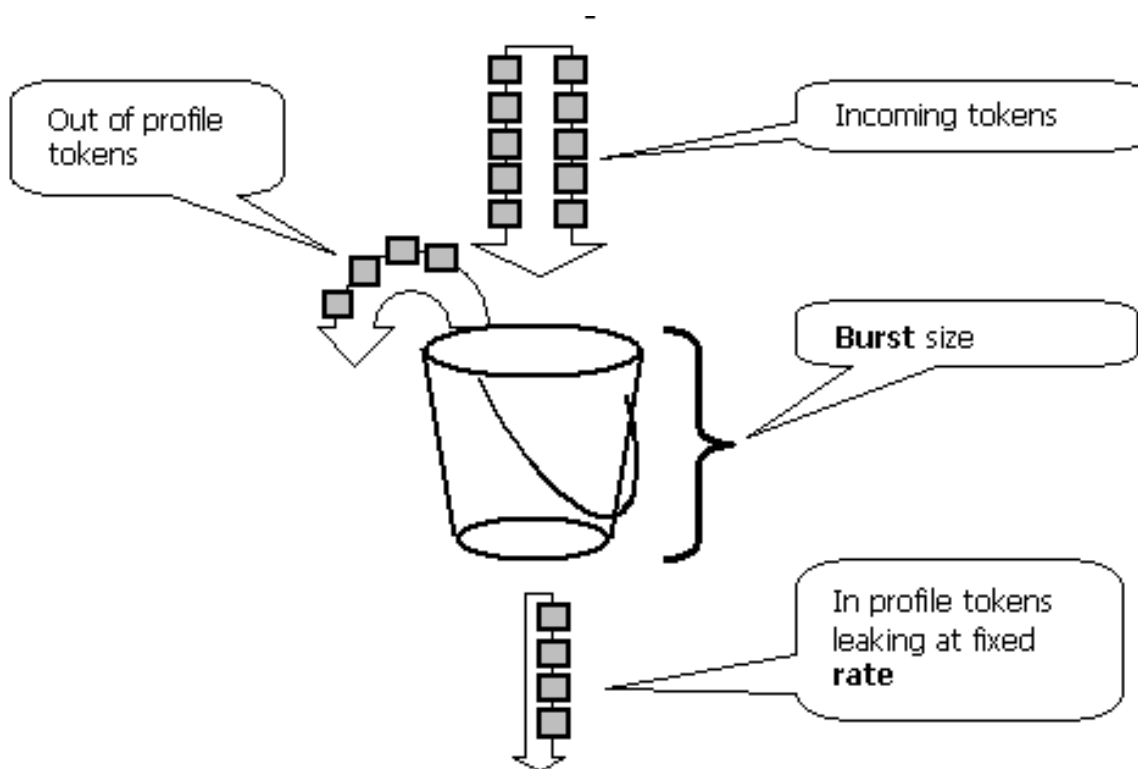 Out of profile
tokens
Incoming tokens
Burst size
In profile tokens
leaking at fixed
rate